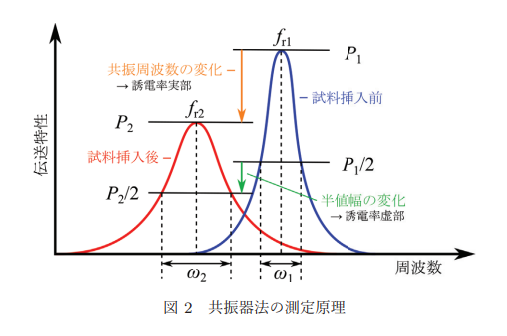 f_r1
P_1
共振周波数の変化
→ 誘電率実部
試料挿入前
f_r2
P_2
伝送特性
試料挿入後
P_1/2
P_2/2
半値幅の変化
→ 誘電率虚部
ω_2
ω_1
周波数
図 2 共振器法の測定原理